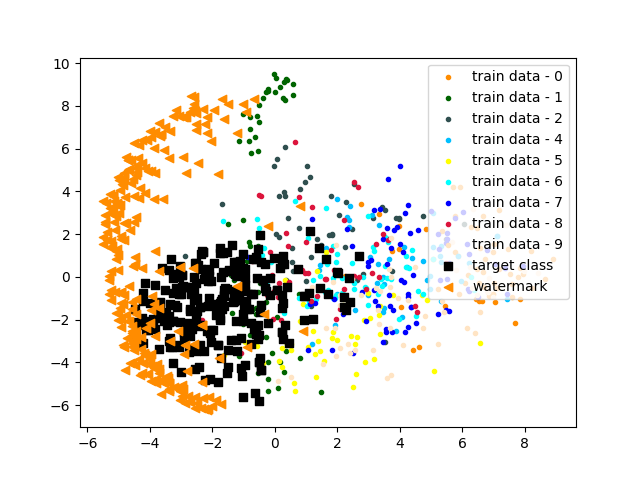 10
8
6
4
2
0
−2
−4
−6
−6
−4
−2
0
2
4
6
8
train data - 0
train data - 1
train data - 2
train data - 4
train data - 5
train data - 6
train data - 7
train data - 8
train data - 9
target class
watermark